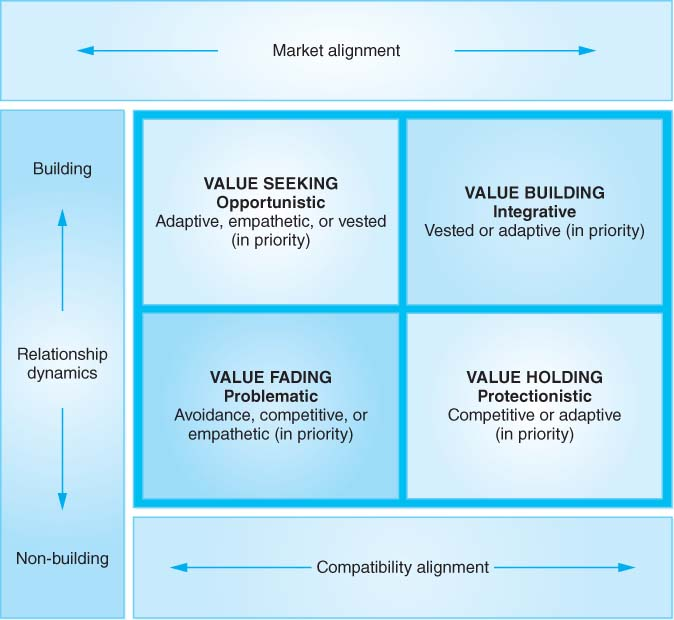 Market alignment
Building
Relationship
dynamics
Non-building
VALUE SEEKING
Opportunistic
Adaptive, empathetic, or vested
(in priority)
VALUE BUILDING
Integrative
Vested or adaptive (in priority)
VALUE FADING
Problematic
Avoidance, competitive, or
empathetic (in priority)
VALUE HOLDING
Protectionistic
Competitive or adaptive
(in priority)
Compatibility alignment